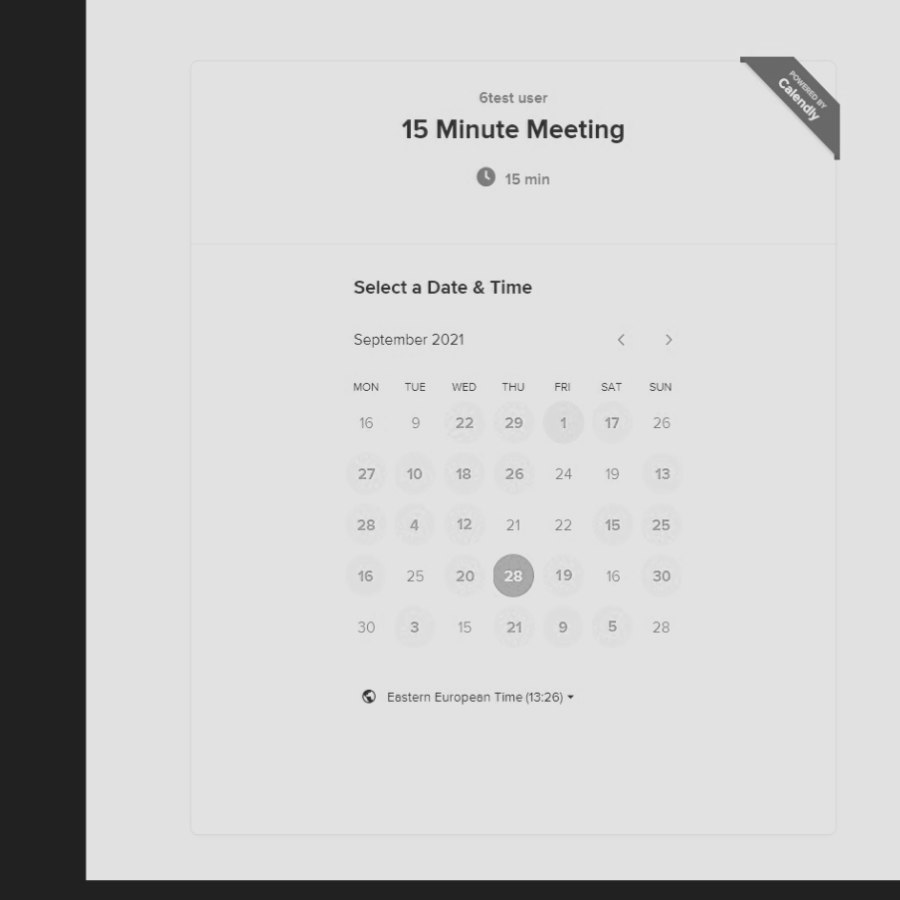 POWERED BY
Calendly
6test user
15 Minute Meeting
15 min
Select a Date & Time
September 2021
MON TUE WED THU FRI SAT SUN
16 9 22 29 1 17 26
27 10 18 26 24 19 13
28 4 12 21 22 15 25
16 25 20 28 19 16 30
30 3 15 21 9 5 28
Eastern European Time (13:26)